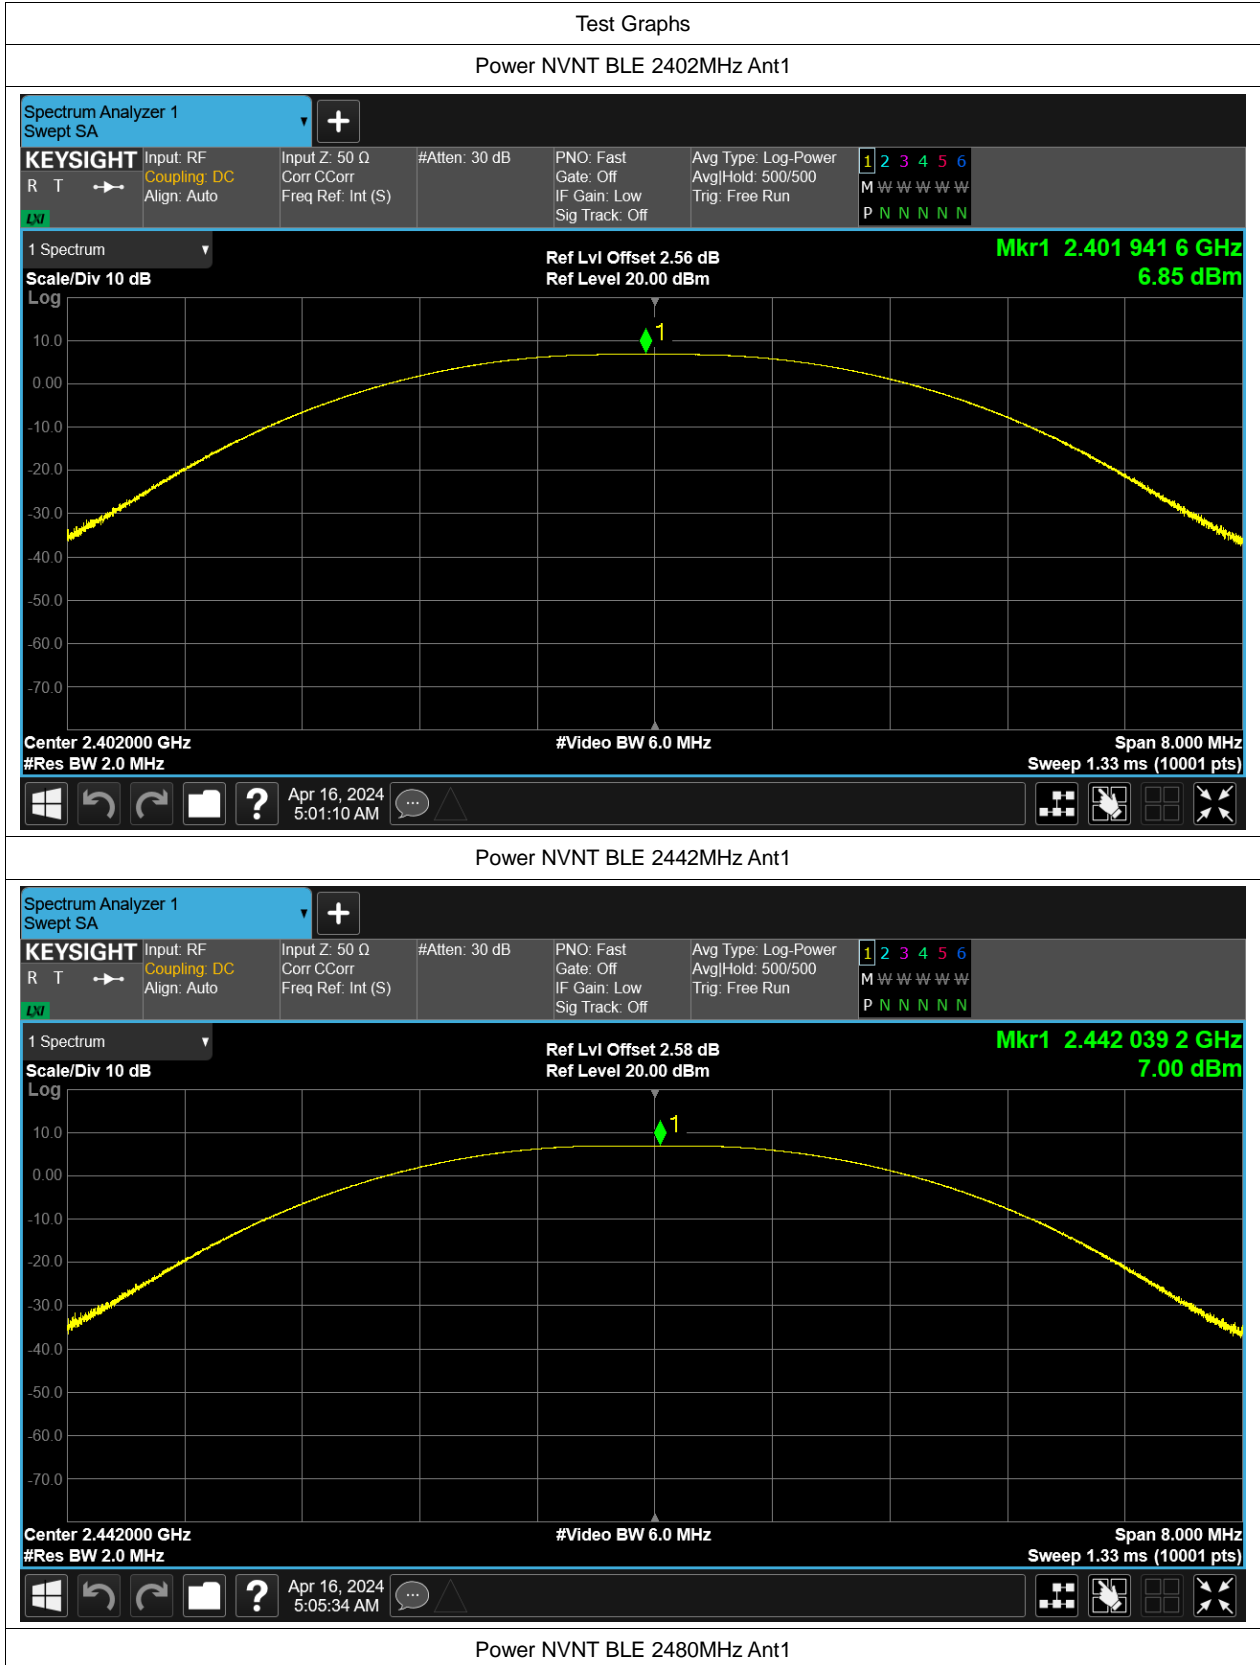 Test Graphs
Power NVNT BLE 2402MHz Ant1
Spectrum Analyzer 1
Swept SA
KEYSIGHT
R T
LXI
Input: RF
Coupling: DC
Align: Auto
Input Z: 50 Ω
Corr CCorr
Freq Ref: Int (S)
#Atten: 30 dB
PNO: Fast
Gate: Off
IF Gain: Low
Sig Track: Off
Avg Type: Log-Power
Avg|Hold: 500/500
Trig: Free Run
1 2 3 4 5 6
M W W W W W
P N N N N N
1 Spectrum
Scale/Div 10 dB
Log
Ref Lvl Offset 2.56 dB
Ref Level 20.00 dBm
Mkr1 2.401 941 6 GHz
6.85 dBm
1
10.0
0.00
-10.0
-20.0
-30.0
-40.0
-50.0
-60.0
-70.0
Center 2.402000 GHz
#Res BW 2.0 MHz
#Video BW 6.0 MHz
Span 8.000 MHz
Sweep 1.33 ms (10001 pts)
?
Apr 16, 2024
5:01:10 AM
Power NVNT BLE 2442MHz Ant1
Spectrum Analyzer 1
Swept SA
KEYSIGHT
R T
LXI
Input: RF
Coupling: DC
Align: Auto
Input Z: 50 Ω
Corr CCorr
Freq Ref: Int (S)
#Atten: 30 dB
PNO: Fast
Gate: Off
IF Gain: Low
Sig Track: Off
Avg Type: Log-Power
Avg|Hold: 500/500
Trig: Free Run
1 2 3 4 5 6
M W W W W W
P N N N N N
1 Spectrum
Scale/Div 10 dB
Log
Ref Lvl Offset 2.58 dB
Ref Level 20.00 dBm
Mkr1 2.442 039 2 GHz
7.00 dBm
1
10.0
0.00
-10.0
-20.0
-30.0
-40.0
-50.0
-60.0
-70.0
Center 2.442000 GHz
#Res BW 2.0 MHz
#Video BW 6.0 MHz
Span 8.000 MHz
Sweep 1.33 ms (10001 pts)
?
Apr 16, 2024
5:05:34 AM
Power NVNT BLE 2480MHz Ant1